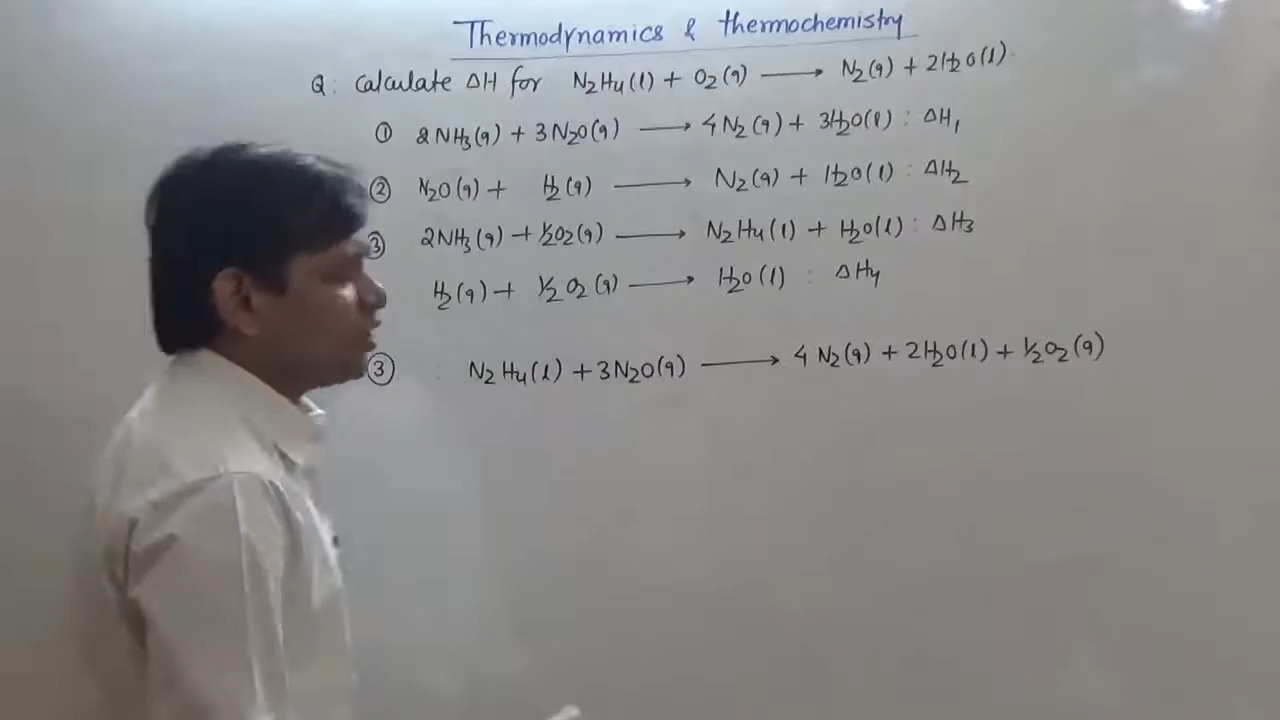 Thermodynamics & thermochemistry
Q: Calculate ΔH for N₂H₄(l) + O₂(g) ⟶ N₂(g) + 2H₂O(l).
① 2NH₃(g) + 3N₂O(g) ⟶ 4N₂(g) + 3H₂O(l) : ΔH₁
② N₂O(g) + H₂(g) ⟶ N₂(g) + H₂O(l) : ΔH₂
③ 2NH₃(g) + ½O₂(g) ⟶ N₂H₄(l) + H₂O(l) : ΔH₃
H₂(g) + ½O₂(g) ⟶ H₂O(l) : ΔH₄
③ : N₂H₄(l) + 3N₂O(g) ⟶ 4N₂(g) + 2H₂O(l) + ½O₂(g)